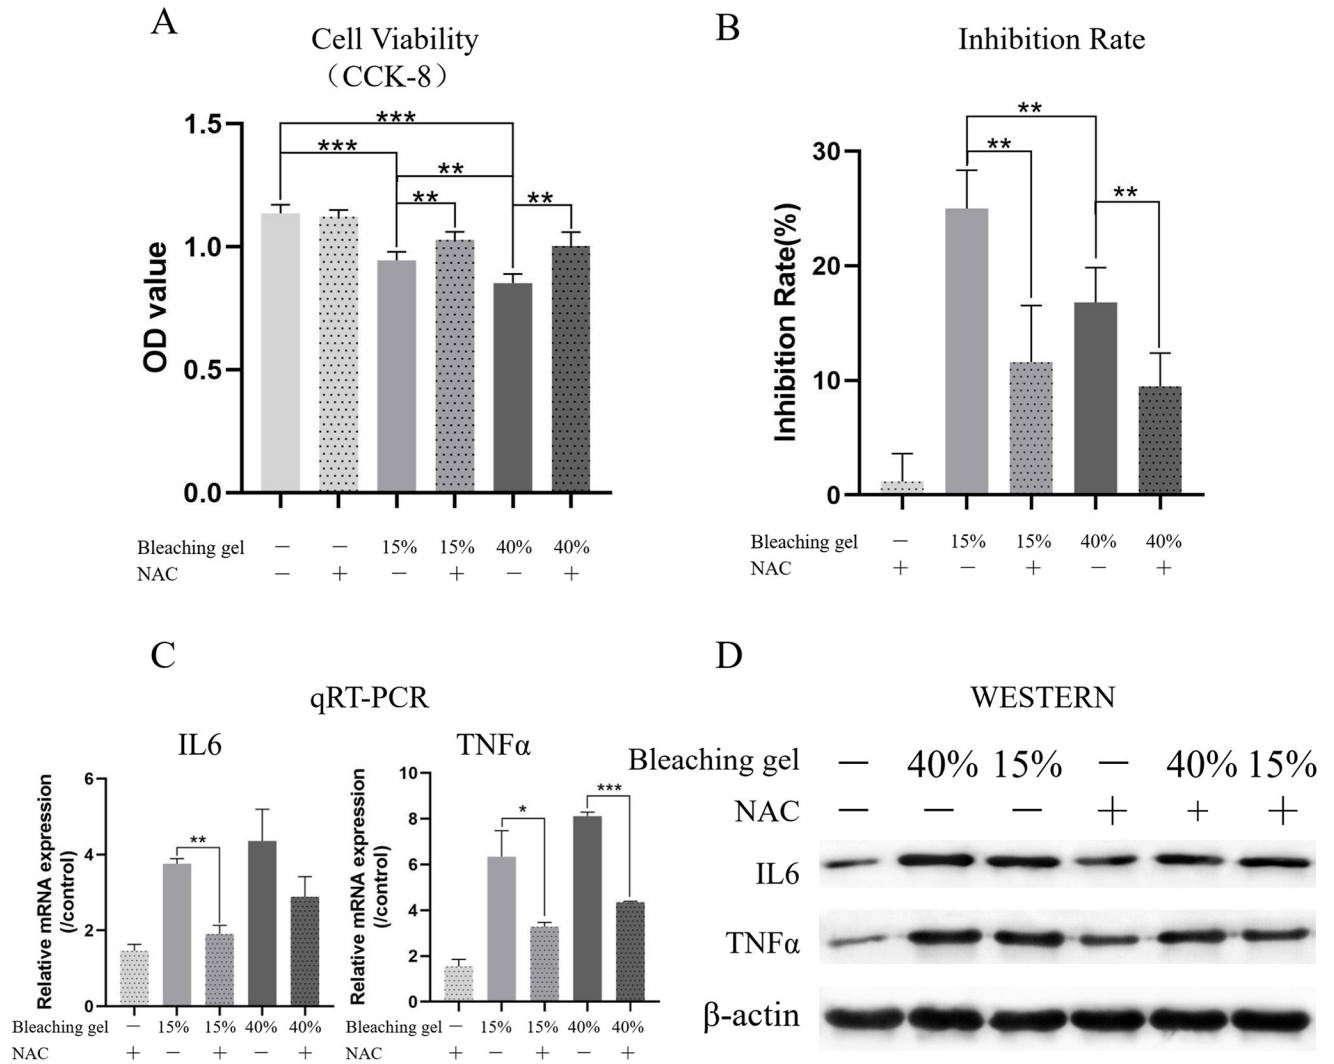 A
Cell Viability
（CCK-8）
***
***
**
**
**
1.5
1.0
0.5
0.0
OD value
Bleaching gel — — 15% 15% 40% 40%
NAC — + — + — +
B
Inhibition Rate
**
**
**
30
20
10
0
Inhibition Rate(%)
Bleaching gel — 15% 15% 40% 40%
NAC + — + — +
C
qRT-PCR
IL6
**
6
4
2
0
Relative mRNA expression
(/control)
Bleaching gel — 15% 15% 40% 40%
NAC + — + — +
TNFα
***
*
10
8
6
4
2
0
Relative mRNA expression
(/control)
Bleaching gel — 15% 15% 40% 40%
NAC + — + — +
D
WESTERN
Bleaching gel — 40% 15% — 40% 15%
NAC — — — + + +
IL6
TNFα
β-actin